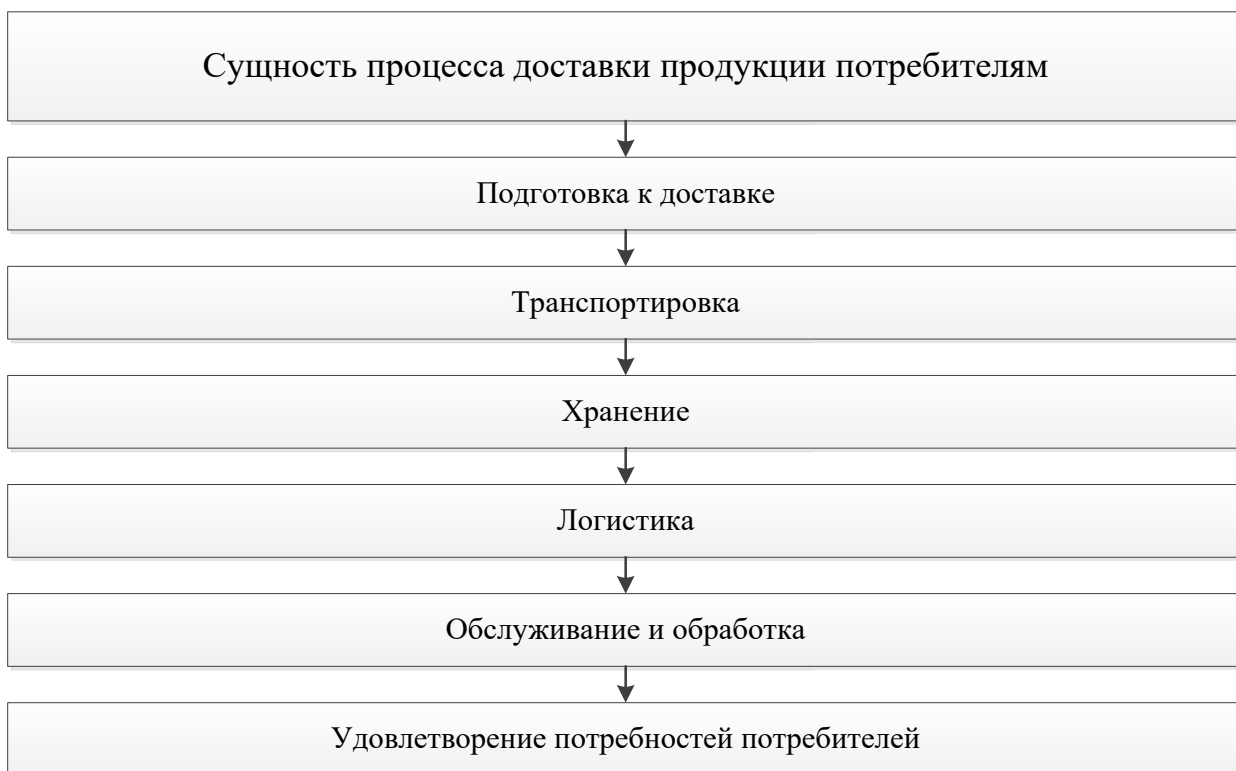 Сущность процесса доставки продукции потребителям
Подготовка к доставке
Транспортировка
Хранение
Логистика
Обслуживание и обработка
Удовлетворение потребностей потребителей